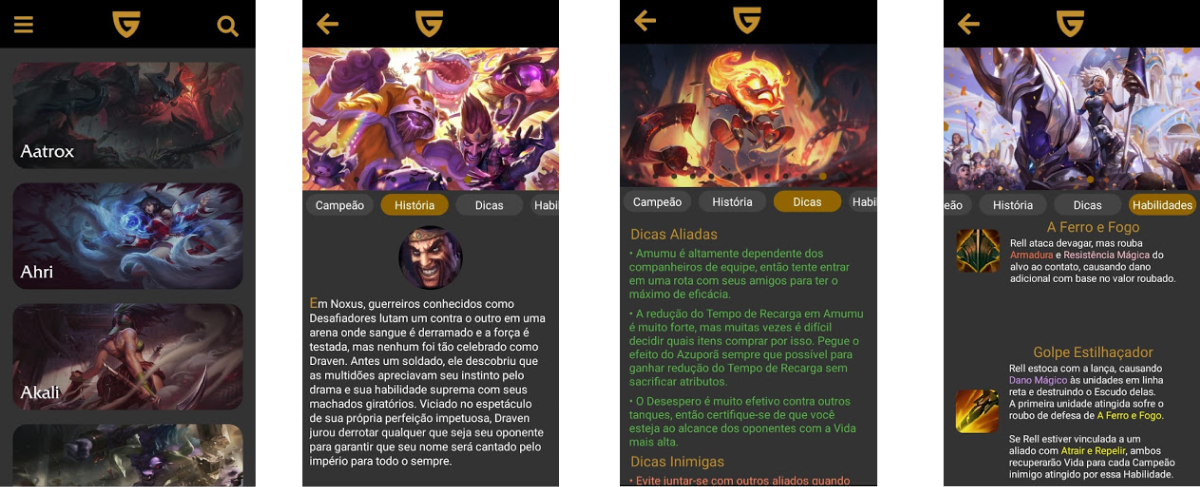 Aatrox
Ahri
Akali
Campeão História Dicas Habil
Em Noxus, guerreiros conhecidos como
Desafiadores lutam um contra o outro em uma
arena onde sangue é derramado e a força é
testada, mas nenhum foi tão celebrado como
Draven. Antes um soldado, ele descobriu que
as multidões apreciavam seu instinto pelo
drama e sua habilidade suprema com seus
machados giratórios. Viciado no espetáculo
de sua própria perfeição impetuosa, Draven
jurou derrotar qualquer que seja seu oponente
para garantir que seu nome será cantado pelo
império para todo o sempre.
Campeão História Dicas Habil
Dicas Aliadas
• Amumu é altamente dependente dos
companheiros de equipe, então tente entrar
em uma rota com seus amigos para ter o
máximo de eficácia.
• A redução do Tempo de Recarga em Amumu
é muito forte, mas muitas vezes é difícil
decidir quais itens comprar por isso. Pegue o
efeito do Azuporã sempre que possível para
ganhar redução do Tempo de Recarga sem
sacrificar atributos.
• O Desespero é muito efetivo contra outros
tanques, então certifique-se de que você
esteja ao alcance dos oponentes com a Vida
mais alta.
Dicas Inimigas
• Evite juntar-se com outros aliados quando
eão História Dicas Habilidades
A Ferro e Fogo
Rell ataca devagar, mas rouba
Armadura e Resistência Mágica do
alvo ao contato, causando dano
adicional com base no valor roubado.
Golpe Estilhaçador
Rell estoca com a lança, causando
Dano Mágico às unidades em linha
reta e destruindo o Escudo delas.
A primeira unidade atingida sofre o
roubo de defesa de A Ferro e Fogo.
Se Rell estiver vinculada a um
aliado com Atrair e Repelir, ambos
recuperarão Vida para cada Campeão
inimigo atingido por essa Habilidade.